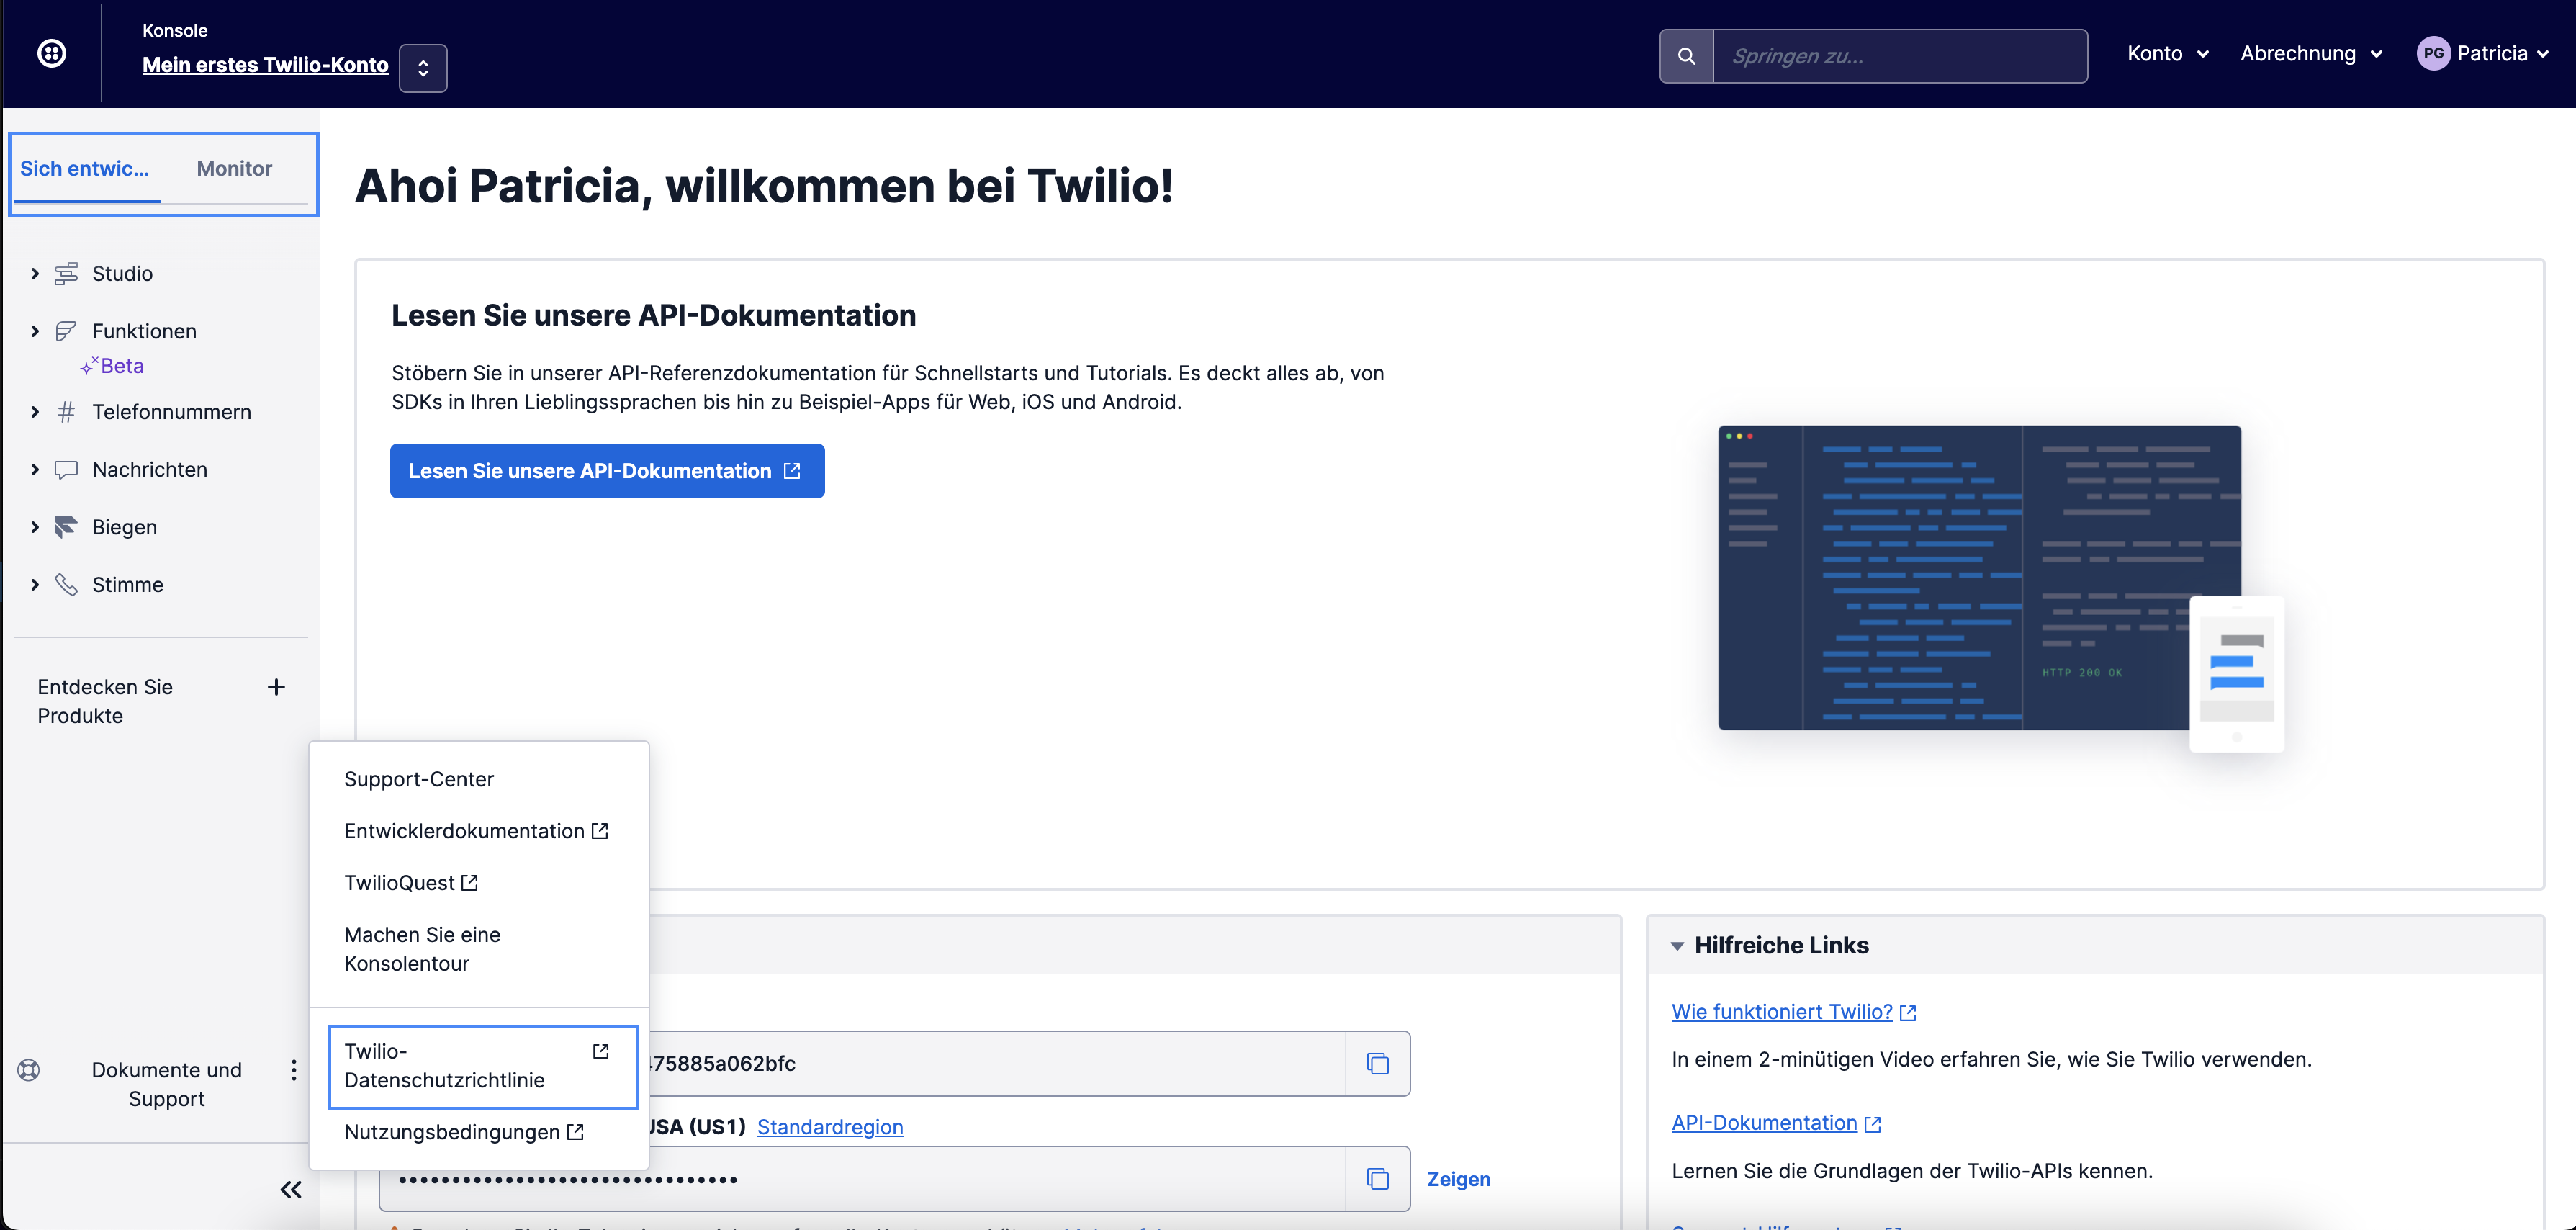 Konsole
Mein erstes Twilio-Konto
Springen zu...
Konto
Abrechnung
PG Patricia
Sich entwic...
Monitor
Studio
Funktionen
Beta
Telefonnummern
Nachrichten
Biegen
Stimme
Entdecken Sie
Produkte
Dokumente und
Support
Ahoi Patricia, willkommen bei Twilio!
Lesen Sie unsere API-Dokumentation
Stöbern Sie in unserer API-Referenzdokumentation für Schnellstarts und Tutorials. Es deckt alles ab, von
SDKs in Ihren Lieblingssprachen bis hin zu Beispiel-Apps für Web, iOS und Android.
Lesen Sie unsere API-Dokumentation
HTTP 200 OK
Support-Center
Entwicklerdokumentation
TwilioQuest
Machen Sie eine
Konsolentour
Twilio-
Datenschutzrichtlinie
Nutzungsbedingungen
475885a062bfc
USA (US1) Standardregion
••••••••••••••••••••••••••••••••
Zeigen
Hilfreiche Links
Wie funktioniert Twilio?
In einem 2-minütigen Video erfahren Sie, wie Sie Twilio verwenden.
API-Dokumentation
Lernen Sie die Grundlagen der Twilio-APIs kennen.